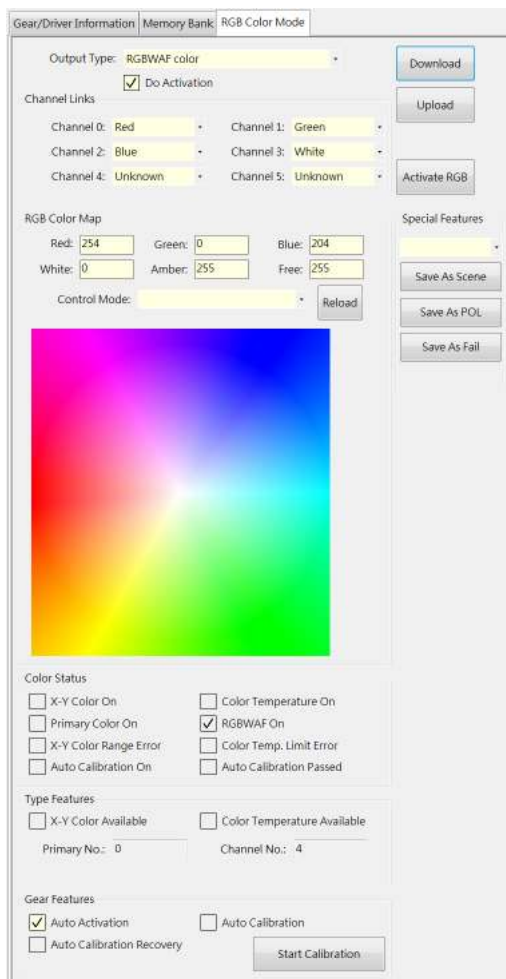 Gear/Driver Information Memory Bank RGB Color Mode
Output Type: RGBWAF color
Download
Do Activation
Channel Links
Upload
Channel 0: Red Channel 1: Green
Channel 2: Blue Channel 3: White
Channel 4: Unknown Channel 5: Unknown
Activate RGB
RGB Color Map
Special Features
Red: 254 Green: 0 Blue: 204
White: 0 Amber: 255 Free: 255
Save As Scene
Control Mode: Reload
Save As POL
Save As Fail
Color Status
X-Y Color On Color Temperature On
Primary Color On RGBWAF On
X-Y Color Range Error Color Temp. Limit Error
Auto Calibration On Auto Calibration Passed
Type Features
X-Y Color Available Color Temperature Available
Primary No.: 0 Channel No.: 4
Gear Features
Auto Activation Auto Calibration
Auto Calibration Recovery
Start Calibration